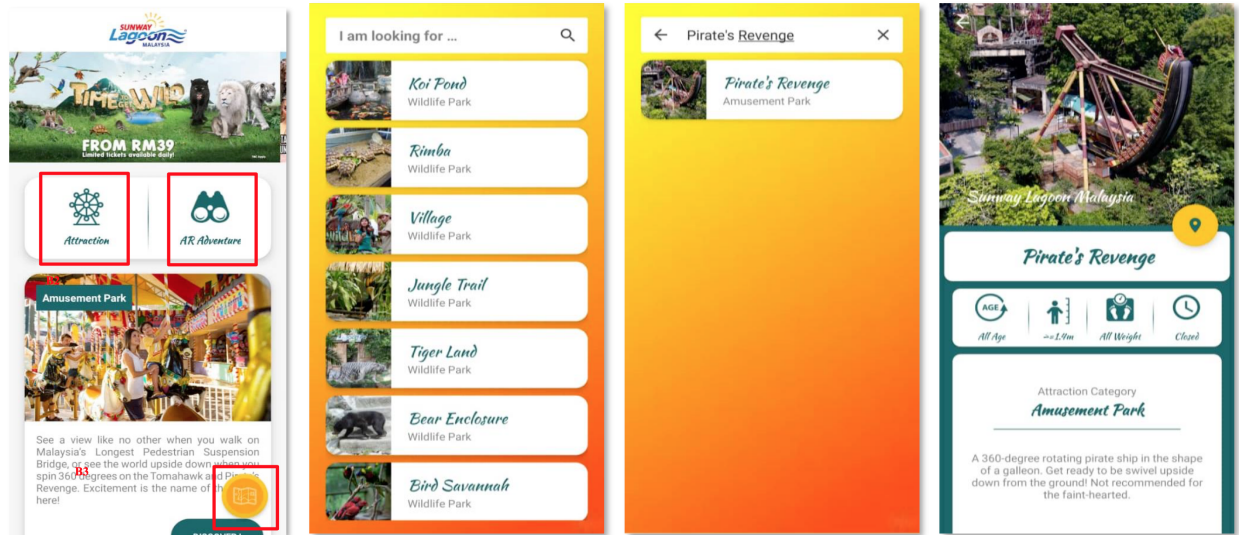 SUNWAY
Lagoon
MALAYSIA
TIME
WILD
FROM RM39
Limited tickets available daily!
Attraction
AR Adventure
Amusement Park
See a view like no other when you walk on
Malaysia's Longest Pedestrian Suspension
Bridge, or see the world upside down when you
B3
spin 360 degrees on the Tomahawk and Pirate's
Revenge. Excitement is the name of
here!
I am looking for ...
Koi Pond
Wildlife Park
Rimba
Wildlife Park
Village
Wildlife Park
Jungle Trail
Wildlife Park
Tiger Land
Wildlife Park
Bear Enclosure
Wildlife Park
Bird Savannah
Wildlife Park
Pirate's Revenge
Pirate's Revenge
Amusement Park
Sunway Lagoon Malaysia
Pirate's Revenge
AGE
All Age
1.4m
All Weight
Closed
Attraction Category
Amusement Park
A 360-degree rotating pirate ship in the shape
of a galleon. Get ready to be swivel upside
down from the ground! Not recommended for
the faint-hearted.